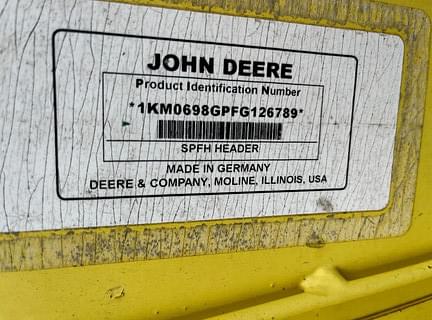 JOHN DEERE
Product Identification Number
*1KM0698GPFG126789*
SPFH HEADER
MADE IN GERMANY
DEERE & COMPANY, MOLINE, ILLINOIS, USA